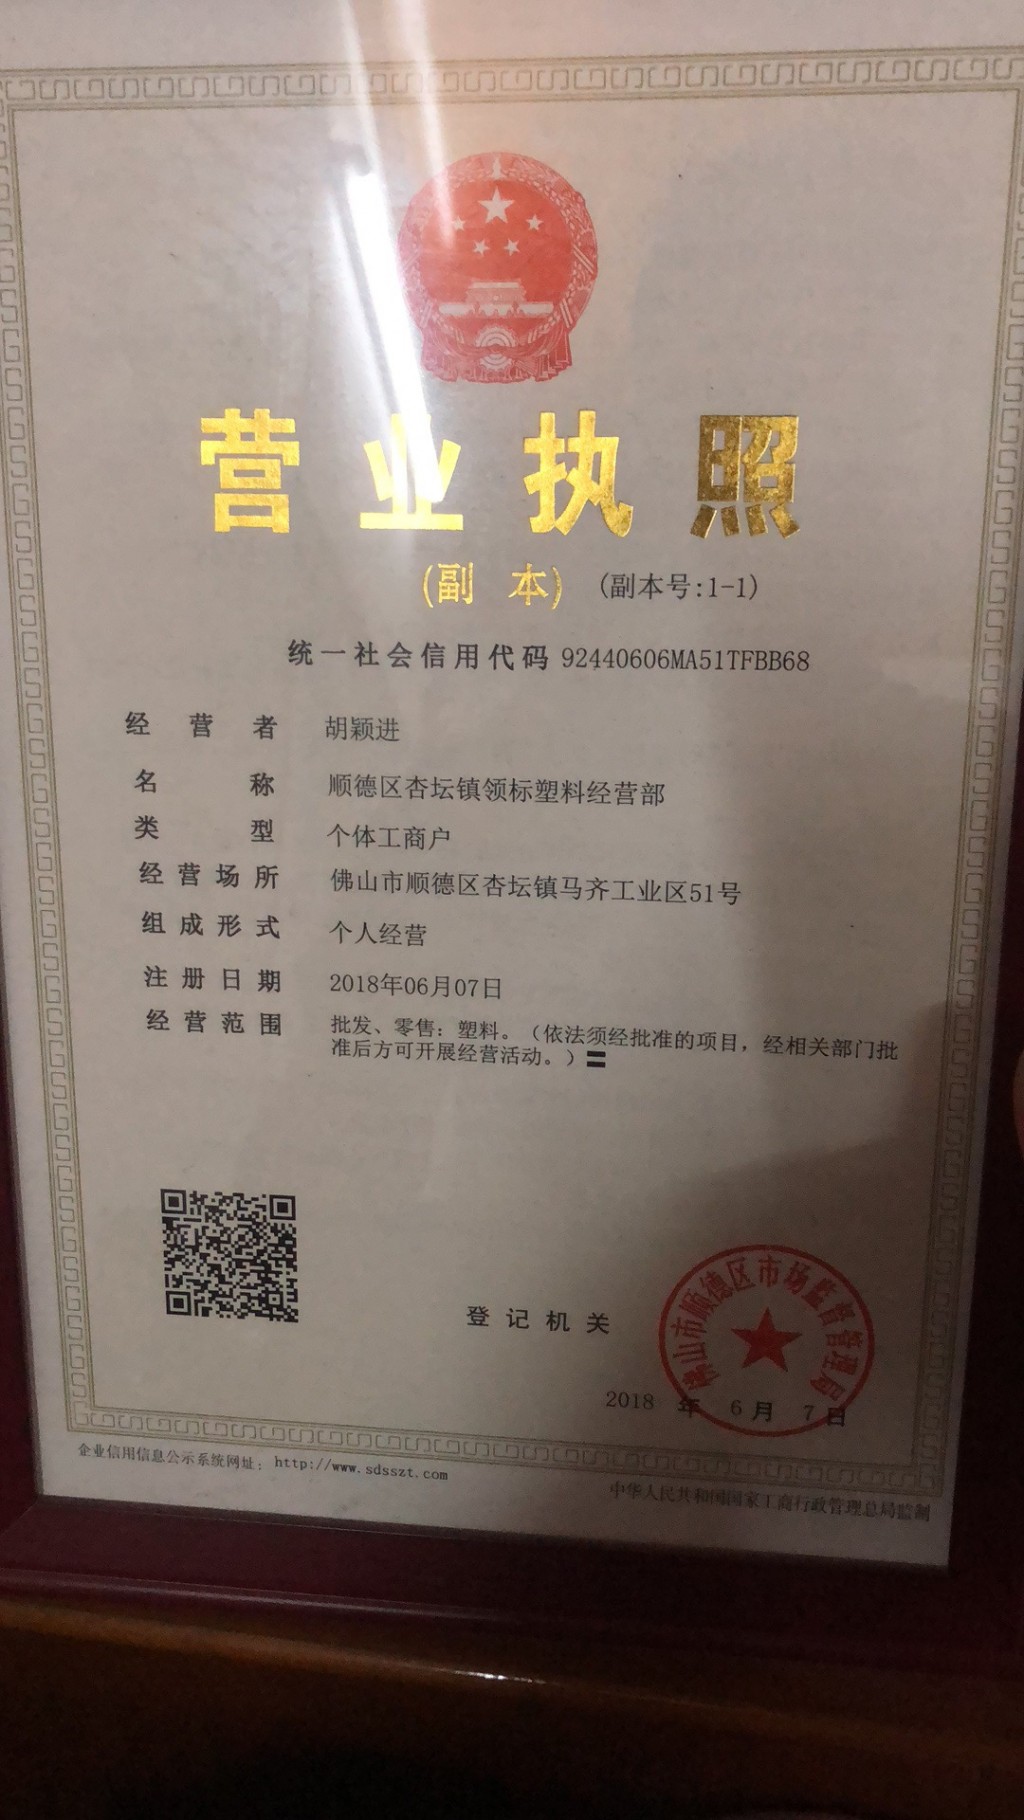 营业执照
(副 本) (副本号:1-1)
统一社会信用代码 92440606MA51TFBB68
经营者 胡颖进
名称 顺德区杏坛镇领标塑料经营部
类型 个体工商户
经营场所 佛山市顺德区杏坛镇马齐工业区51号
组成形式 个人经营
注册日期 2018年06月07日
经营范围 批发、零售：塑料。（依法须经批准的项目，经相关部门批
准后方可开展经营活动。）〓
登记机关
佛山市顺德区市场监督管理局
2018 年 6 月 7 日
企业信用信息公示系统网址： http://www.sdsszt.com
中华人民共和国国家工商行政管理总局监制